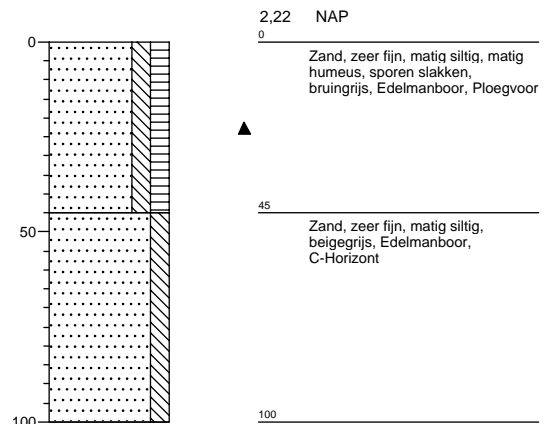 2,22 NAP
0
0
Zand, zeer fijn, matig siltig, matig
humeus, sporen slakken,
bruingrijs, Edelmanboor, Ploegvoor
45
50
Zand, zeer fijn, matig siltig,
beigegrijs, Edelmanboor,
C-Horizont
100
100